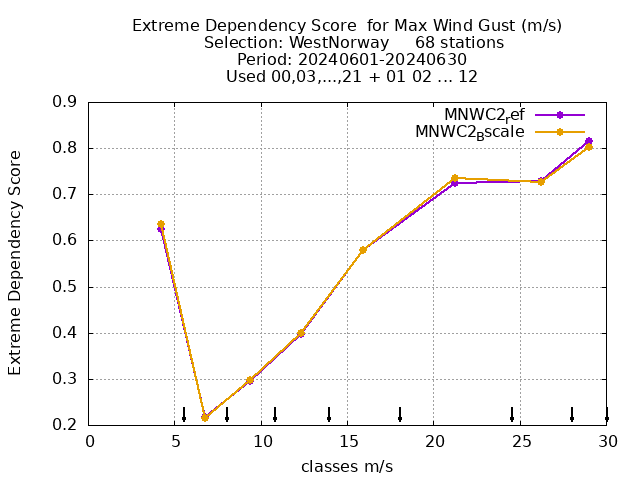 Extreme Dependency Score  for Max Wind Gust (m/s)
Selection: WestNorway     68 stations
Period: 20240601-20240630
Used 00,03,...,21 + 01 02 ... 12
MNWC2ref
MNWC2Bscale
Extreme Dependency Score
0.9
0.8
0.7
0.6
0.5
0.4
0.3
0.2
0 5 10 15 20 25 30
classes m/s